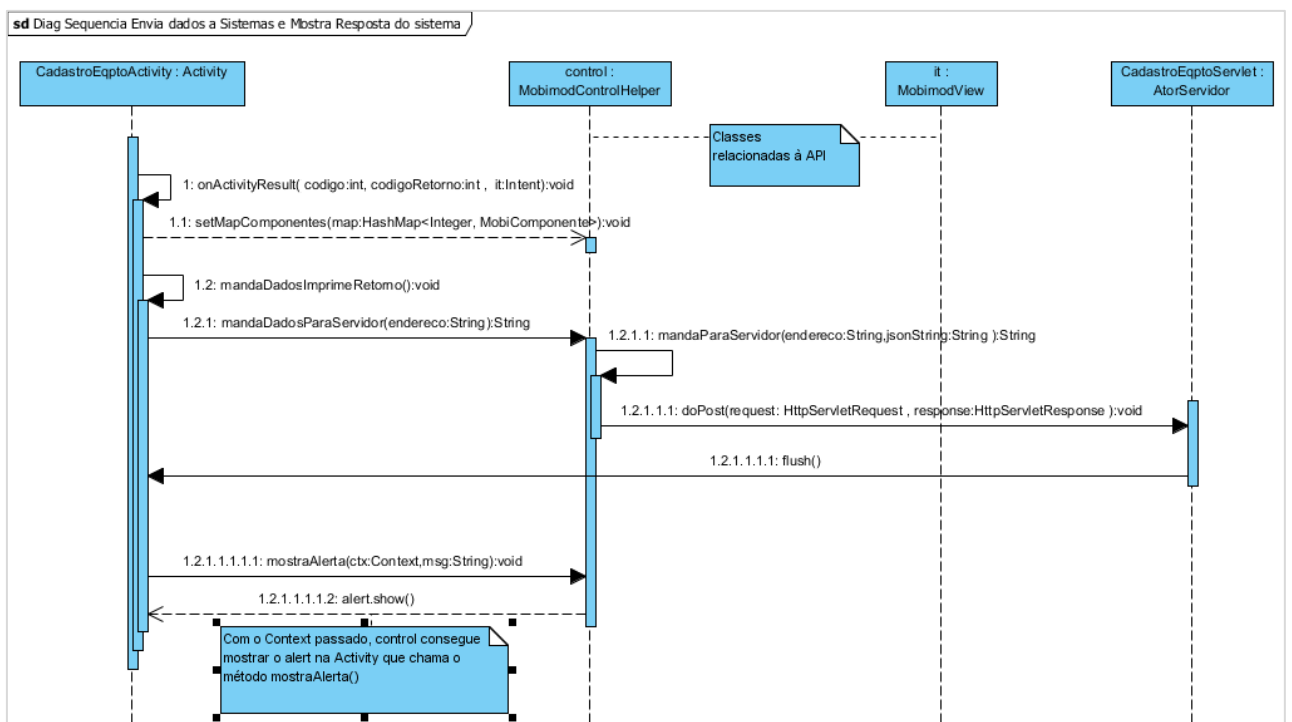 sd Diag Sequencia Envia dados a Sistemas e Mostra Resposta do sistema
CadastroEqptoActivity : Activity
control :
MobimodControlHelper
it :
MobimodView
CadastroEqptoServlet :
AtorServidor
Classes
relacionadas à API
1: onActivityResult( codigo:int, codigoRetorno:int , it:Intent):void
1.1: setMapComponentes(map:HashMap<Integer, MobiComponente>):void
1.2: mandaDadosImprimeRetorno():void
1.2.1: mandaDadosParaServidor(endereco:String):String
1.2.1.1: mandaParaServidor(endereco:String,jsonString:String ):String
1.2.1.1.1: doPost(request: HttpServletRequest , response:HttpServletResponse ):void
1.2.1.1.1.1: flush()
1.2.1.1.1.1.1: mostraAlerta(ctx:Context,msg:String):void
1.2.1.1.1.1.2: alert.show()
Com o Context passado, control consegue
mostrar o alert na Activity que chama o
método mostraAlerta()